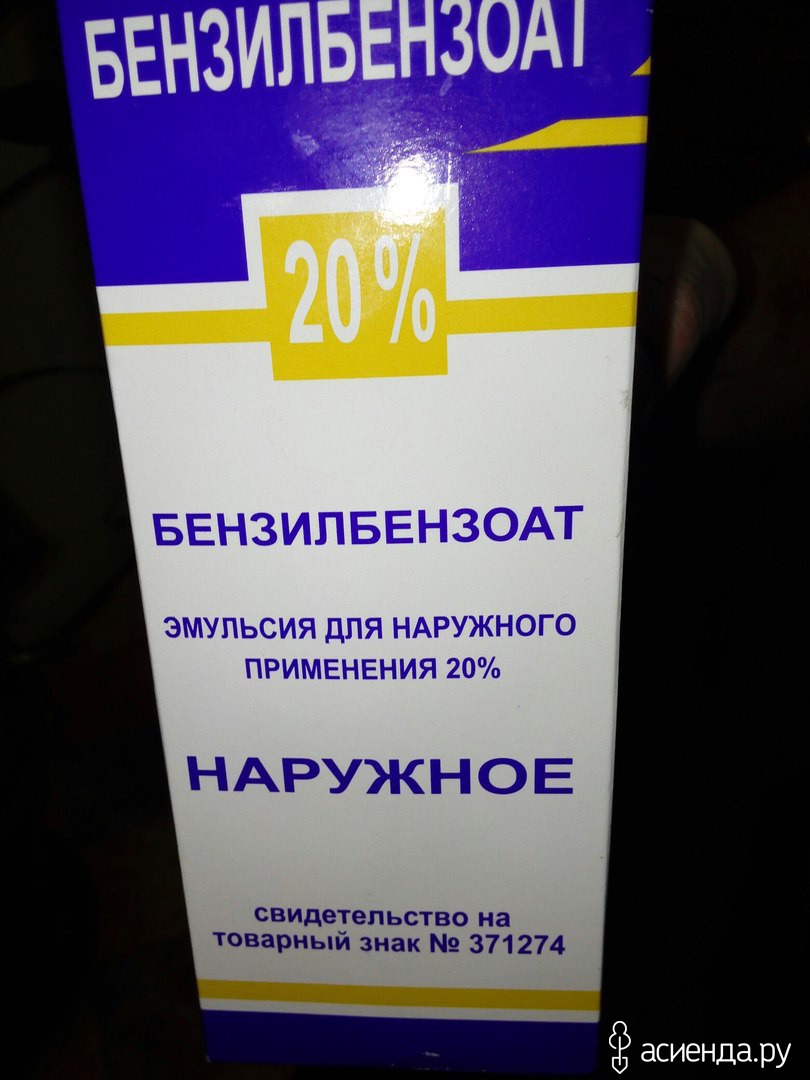 БЕНЗИЛБЕНЗОАТ
20%
БЕНЗИЛБЕНЗОАТ
ЭМУЛЬСИЯ ДЛЯ НАРУЖНОГО
ПРИМЕНЕНИЯ 20%
НАРУЖНОЕ
свидетельство на
товарный знак № 371274
асиенда.ру